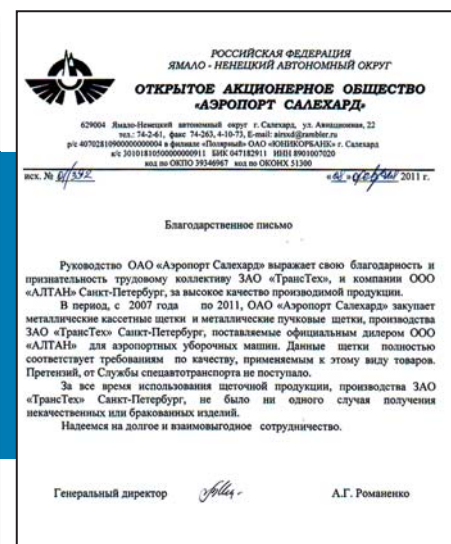 РОССИЙСКАЯ ФЕДЕРАЦИЯ
ЯМАЛО - НЕНЕЦКИЙ АВТОНОМНЫЙ ОКРУГ
ОТКРЫТОЕ АКЦИОНЕРНОЕ ОБЩЕСТВО
«АЭРОПОРТ САЛЕХАРД»
629004 Ямало-Ненецкий автономный округ г. Салехард, ул. Авиационная, 22
тел.: 74-2-61, факс 74-263, 4-10-73, E-mail: airsxd@rambler.ru
р/с 40702810900000000004 в филиале «Полярный» ОАО «ЮНИКОРБАНК» г. Салехард
к/с 30101810500000000911 БИК 047182911 ИНН 8901007020
код по ОКПО 39346967 код по ОКОНХ 51300
исх. № 01/392 «08» февраля 2011 г.
Благодарственное письмо
Руководство ОАО «Аэропорт Салехард» выражает свою благодарность и
признательность трудовому коллективу ЗАО «ТрансТех», и компании ООО
«АЛТАН» Санкт-Петербург, за высокое качество производимой продукции.
В период, с 2007 года по 2011, ОАО «Аэропорт Салехард» закупает
металлические кассетные щетки и металлические пучковые щетки, производства
ЗАО «ТрансТех» Санкт-Петербург, поставляемые официальным дилером ООО
«АЛТАН» для аэропортных уборочных машин. Данные щетки полностью
соответствует требованиям по качеству, применяемым к этому виду товаров.
Претензий, от Службы спецавтотранспорта не поступало.
За все время использования щеточной продукции, производства ЗАО
«ТрансТех» Санкт-Петербург, не было ни одного случая получения
некачественных или бракованных изделий.
Надеемся на долгое и взаимовыгодное сотрудничество.
Генеральный директор А.Г. Романенко